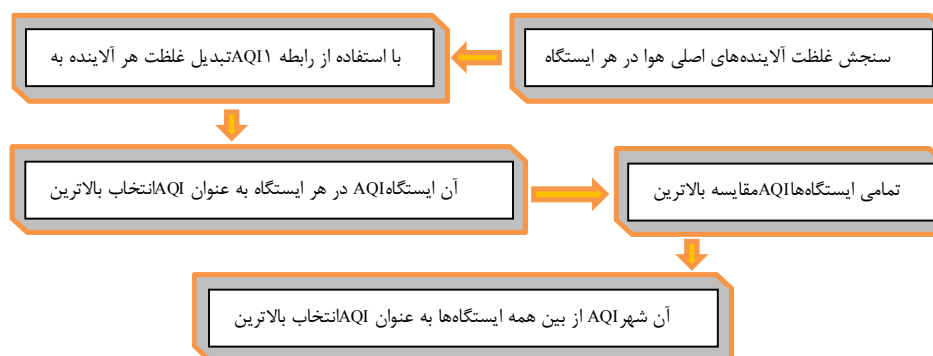 سنجش غلظت آلاینده‌های اصلی هوا در هر ایستگاه
با استفاده از رابطه ۱AQIتبدیل غلظت هر آلاینده به
آن ایستگاهAQI در هر ایستگاه به عنوان AQIانتخاب بالاترین
تمامی ایستگاه‌هاAQIمقایسه بالاترین
آن شهرAQI از بین همه ایستگاه‌ها به عنوان AQIانتخاب بالاترین